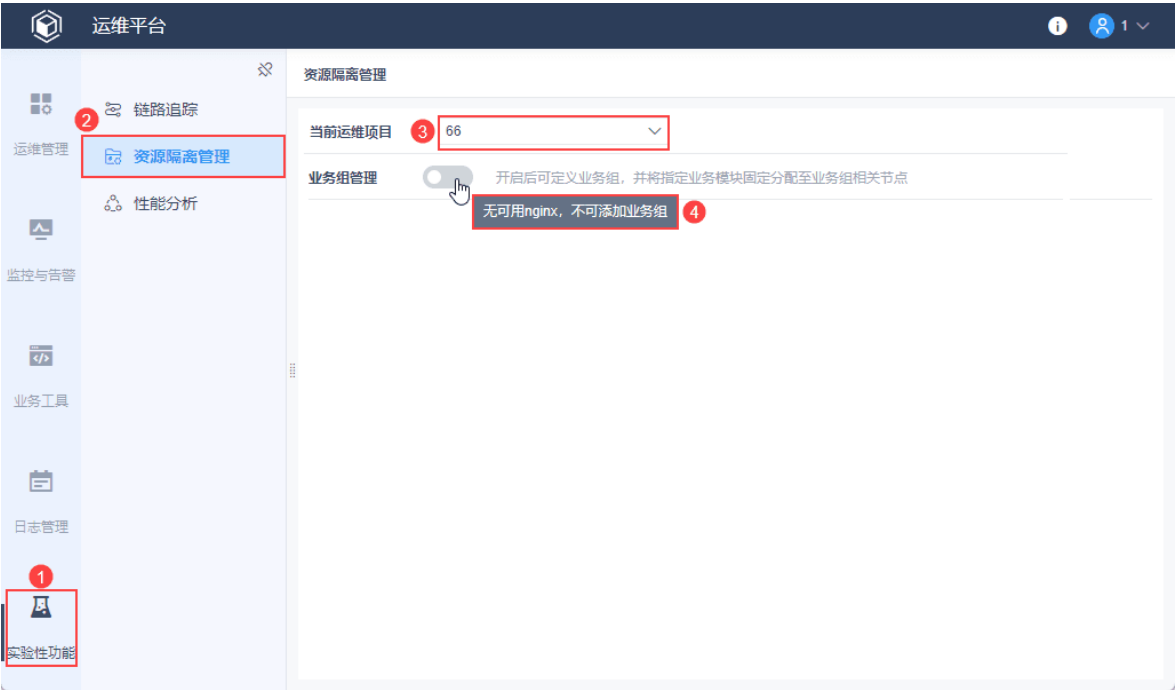 运维平台
1
资源隔离管理
链路追踪
2
当前运维项目
3
66
运维管理
资源隔离管理
业务组管理
开启后可定义业务组，并将指定业务模块固定分配至业务组相关节点
性能分析
无可用nginx，不可添加业务组
4
监控与告警
业务工具
日志管理
1
实验性功能